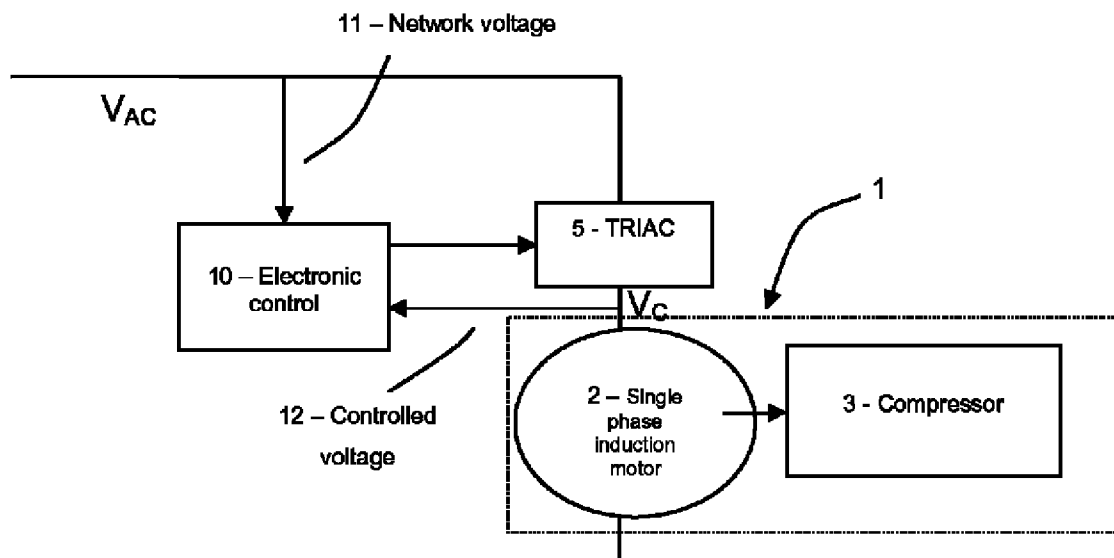 11 – Network voltage
VAC
1
5 - TRIAC
10 – Electronic
control
VC
2 – Single
phase
induction
motor
3 - Compressor
12 – Controlled
voltage